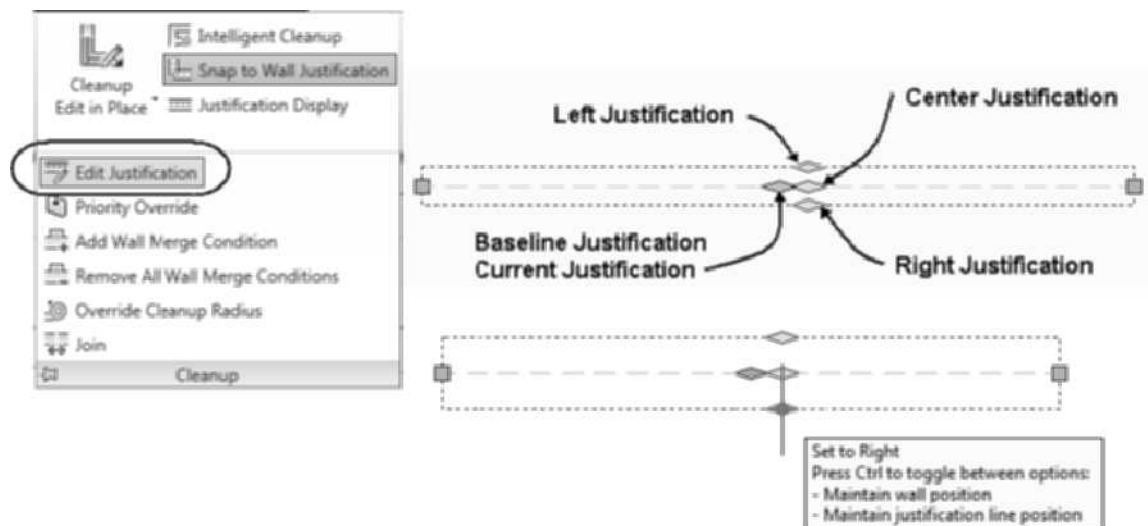 Intelligent Cleanup
Snap to Wall Justification
Cleanup
Edit in Place
Justification Display
Edit Justification
Priority Override
Add Wall Merge Condition
Remove All Wall Merge Conditions
Override Cleanup Radius
Join
Cleanup
Left Justification
Center Justification
Baseline Justification
Current Justification
Right Justification
Set to Right
Press Ctrl to toggle between options:
- Maintain wall position
- Maintain justification line position